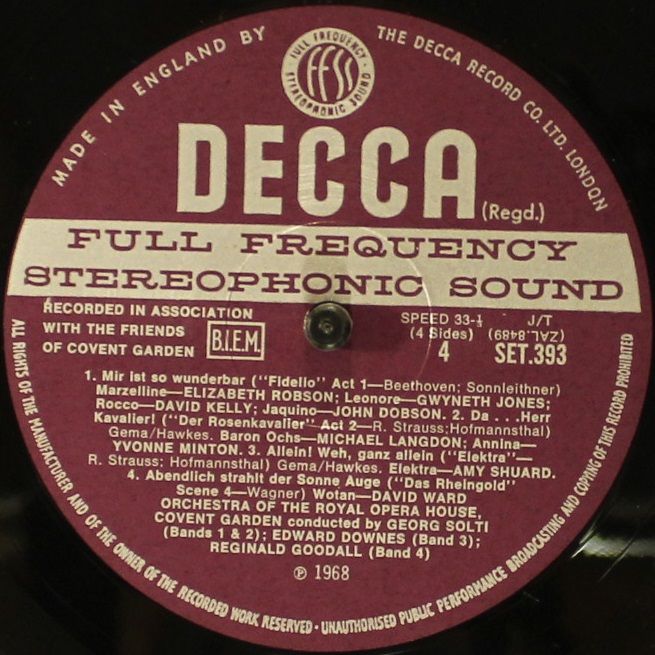 MADE IN ENGLAND BY
THE DECCA RECORD CO. LTD. LONDON
FULL FREQUENCY
FFSS
STEREOPHONIC SOUND
DECCA
(Regd.)
FULL FREQUENCY
STEREOPHONIC SOUND
RECORDED IN ASSOCIATION
WITH THE FRIENDS
OF COVENT GARDEN
B.I.E.M.
SPEED 33-⅓
(4 Sides)
4
J/T
(ZAL.8489)
SET.393
1. Mir ist so wunderbar ("Fidelio" Act 1—Beethoven; Sonnleithner)
Marzelline—ELIZABETH ROBSON; Leonore—GWYNETH JONES;
Rocco—DAVID KELLY; Jaquino—JOHN DOBSON. 2. Da . . . Herr
Kavalier! ("Der Rosenkavalier" Act 2—R. Strauss;Hofmannsthal)
Gema/Hawkes. Baron Ochs—MICHAEL LANGDON; Annina—
YVONNE MINTON. 3. Allein! Weh, ganz allein ("Elektra"—
R. Strauss; Hofmannsthal) Gema/Hawkes. Elektra—AMY SHUARD.
4. Abendlich strahlt der Sonne Auge ("Das Rheingold"
Scene 4—Wagner) Wotan—DAVID WARD
ORCHESTRA OF THE ROYAL OPERA HOUSE,
COVENT GARDEN conducted by GEORG SOLTI
(Bands 1 & 2); EDWARD DOWNES (Band 3);
REGINALD GOODALL (Band 4)
℗ 1968
ALL RIGHTS OF THE MANUFACTURER AND OF THE OWNER OF THE RECORDED WORK RESERVED · UNAUTHORISED PUBLIC PERFORMANCE BROADCASTING AND COPYING OF THIS RECORD PROHIBITED